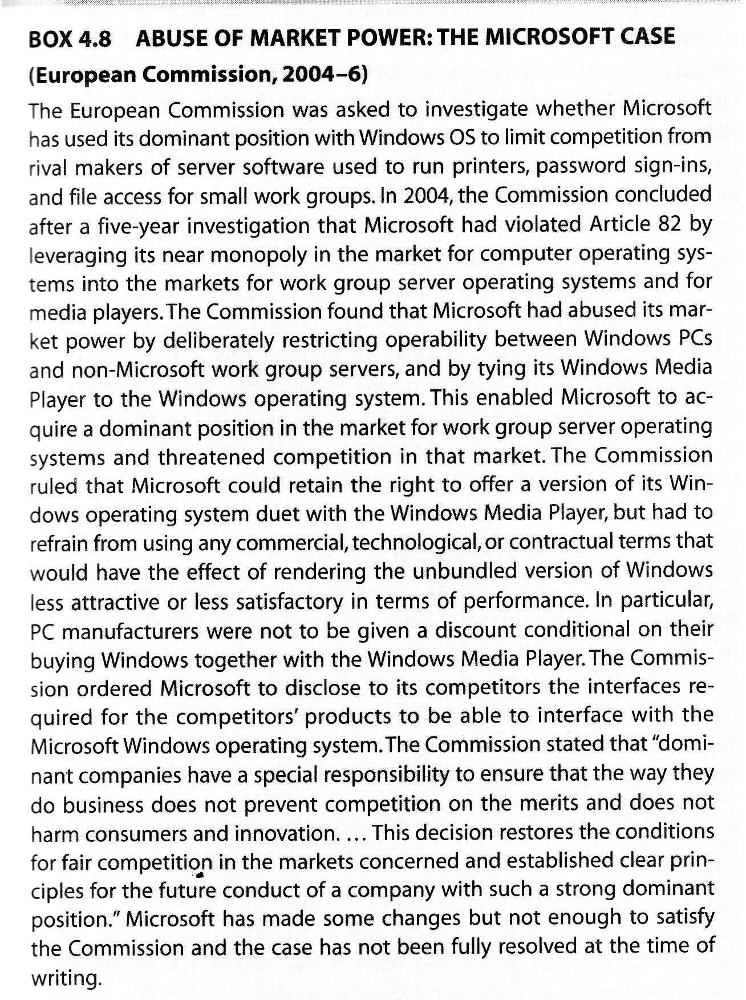 BOX 4.8 ABUSE OF MARKET POWER: THE MICROSOFT CASE
(European Commission, 2004–6)
The European Commission was asked to investigate whether Microsoft
has used its dominant position with Windows OS to limit competition from
rival makers of server software used to run printers, password sign-ins,
and file access for small work groups. In 2004, the Commission concluded
after a five-year investigation that Microsoft had violated Article 82 by
leveraging its near monopoly in the market for computer operating sys-
tems into the markets for work group server operating systems and for
media players. The Commission found that Microsoft had abused its mar-
ket power by deliberately restricting operability between Windows PCs
and non-Microsoft work group servers, and by tying its Windows Media
Player to the Windows operating system. This enabled Microsoft to ac-
quire a dominant position in the market for work group server operating
systems and threatened competition in that market. The Commission
ruled that Microsoft could retain the right to offer a version of its Win-
dows operating system duet with the Windows Media Player, but had to
refrain from using any commercial, technological, or contractual terms that
would have the effect of rendering the unbundled version of Windows
less attractive or less satisfactory in terms of performance. In particular,
PC manufacturers were not to be given a discount conditional on their
buying Windows together with the Windows Media Player. The Commis-
sion ordered Microsoft to disclose to its competitors the interfaces re-
quired for the competitors' products to be able to interface with the
Microsoft Windows operating system. The Commission stated that "domi-
nant companies have a special responsibility to ensure that the way they
do business does not prevent competition on the merits and does not
harm consumers and innovation. ... This decision restores the conditions
for fair competition in the markets concerned and established clear prin-
ciples for the future conduct of a company with such a strong dominant
position." Microsoft has made some changes but not enough to satisfy
the Commission and the case has not been fully resolved at the time of
writing.